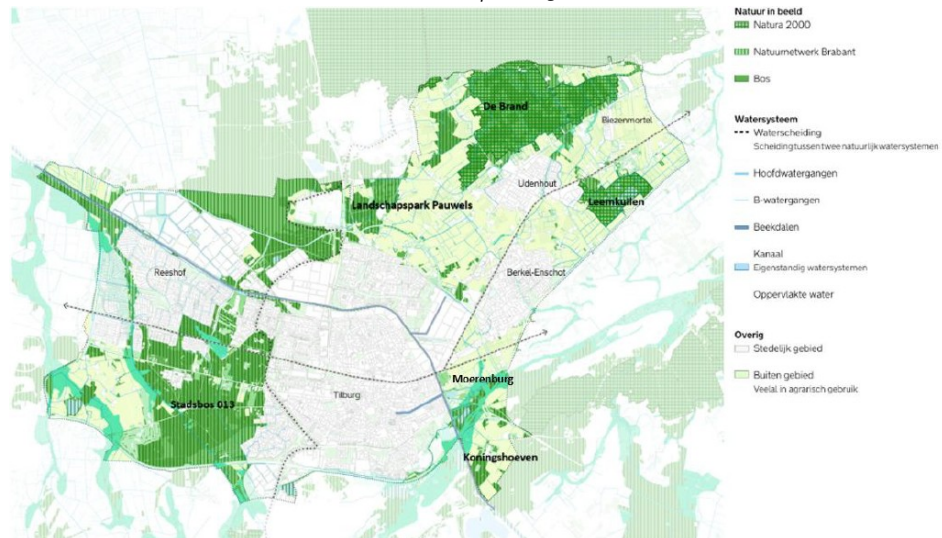 Natuur in beeld
Natura 2000
Natuurnetwerk Brabant
Bos
Watersysteem
Waterscheiding
Scheiding tussen twee natuurlijk watersystemen
Hoofdwatergangen
B-watergangen
Beekdalen
Kanaal
Eigenstandig watersystemen
Oppervlakte water
Overig
Stedelijk gebied
Buiten gebied
Veelal in agrarisch gebruik
De Brand
Biezenmortel
Udenhout
Leemkuilen
Landschapspark Pauwels
Reeshof
Berkel-Enschot
Moerenburg
Tilburg
Stadsbos 013
Koningshoeven